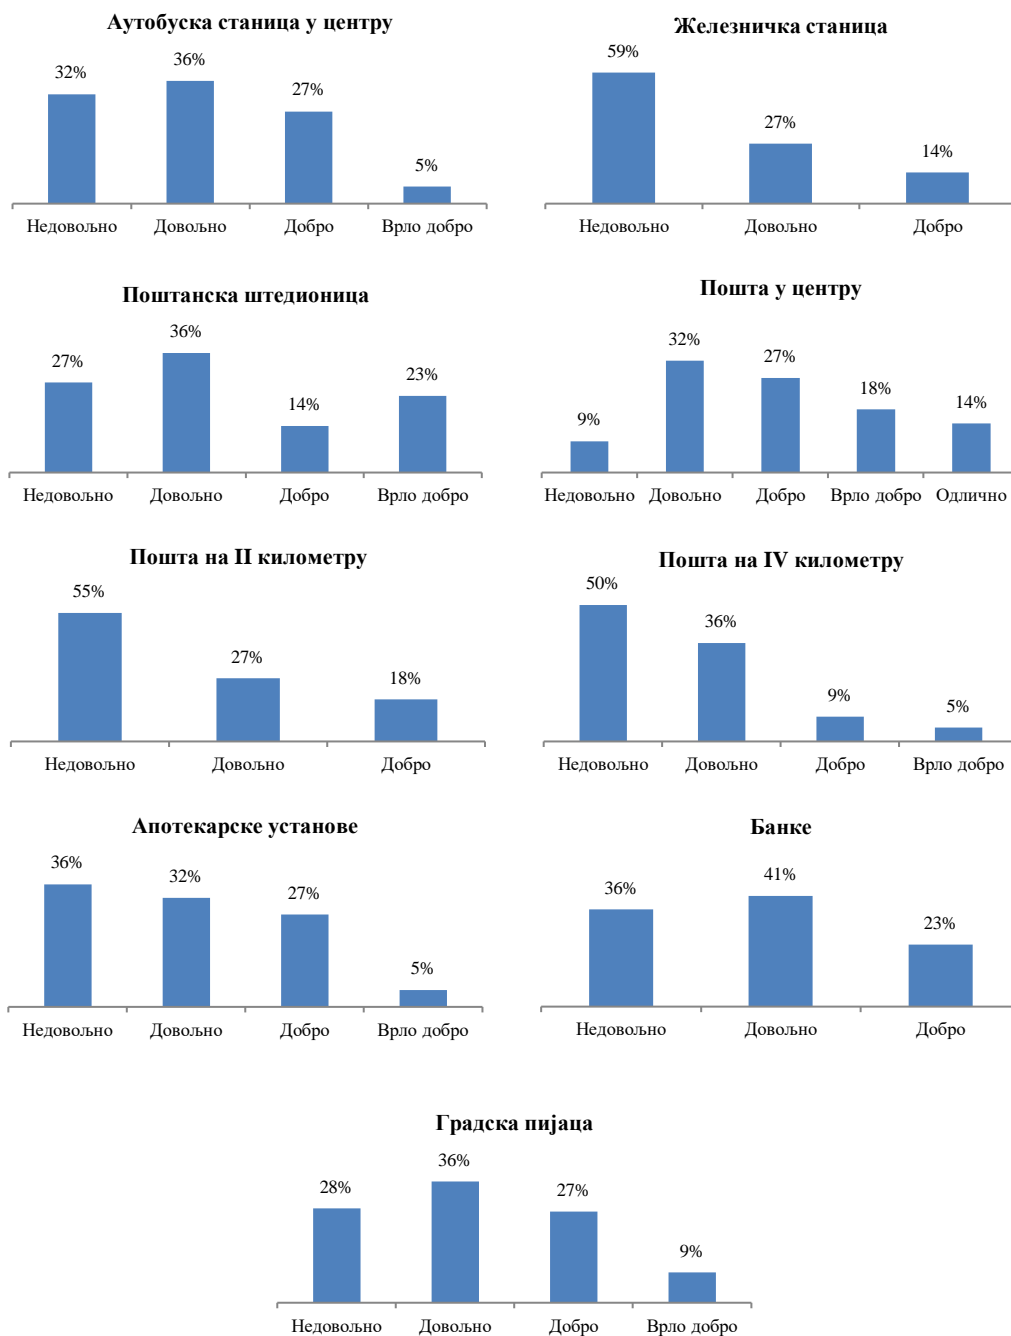 Аутобуска станица у центру
32%
36%
27%
5%
Недовољно Довољно Добро Врло добро
Железничка станица
59%
27%
14%
Недовољно Довољно Добро
Поштанска штедионица
27%
36%
14%
23%
Недовољно Довољно Добро Врло добро
Пошта у центру
9%
32%
27%
18%
14%
Недовољно Довољно Добро Врло добро Одлично
Пошта на II километру
55%
27%
18%
Недовољно Довољно Добро
Пошта на IV километру
50%
36%
9%
5%
Недовољно Довољно Добро Врло добро
Апотекарске установе
36%
32%
27%
5%
Недовољно Довољно Добро Врло добро
Банке
36%
41%
23%
Недовољно Довољно Добро
Градска пијаца
28%
36%
27%
9%
Недовољно Довољно Добро Врло добро